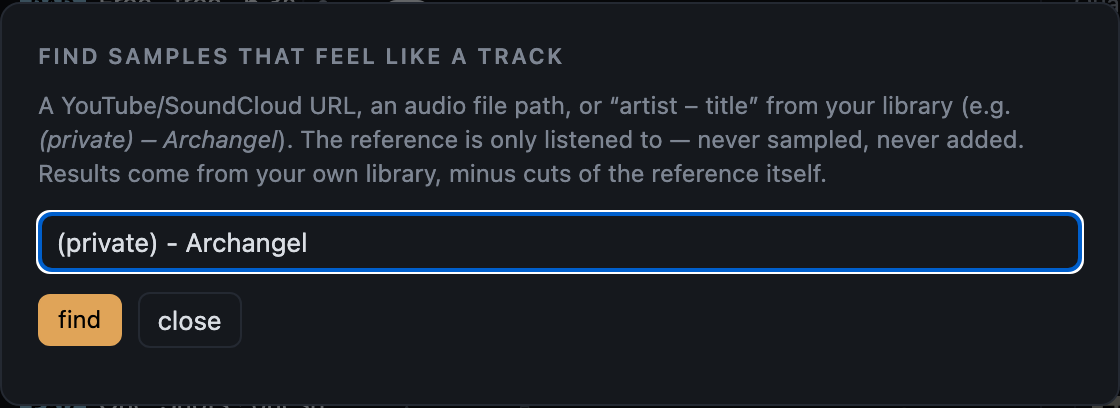 FIND SAMPLES THAT FEEL LIKE A TRACK
A YouTube/SoundCloud URL, an audio file path, or “artist – title” from your library (e.g.
(private) – Archangel). The reference is only listened to — never sampled, never added.
Results come from your own library, minus cuts of the reference itself.
(private) - Archangel
find close